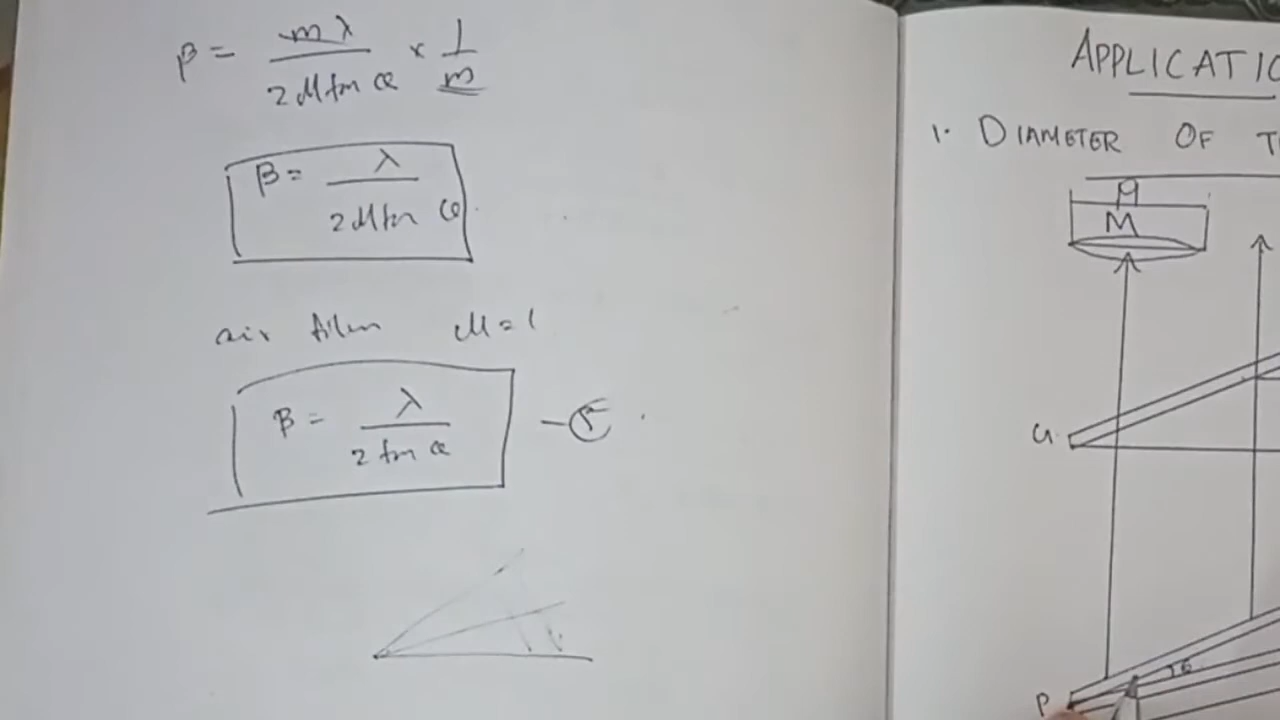 β = mλ / 2μ tan α × 1/m
β = λ / 2μ tan α
air film μ = 1
β = λ / 2 tan α — 5
APPLICATIO
1. DIAMETER OF T
M
G
P